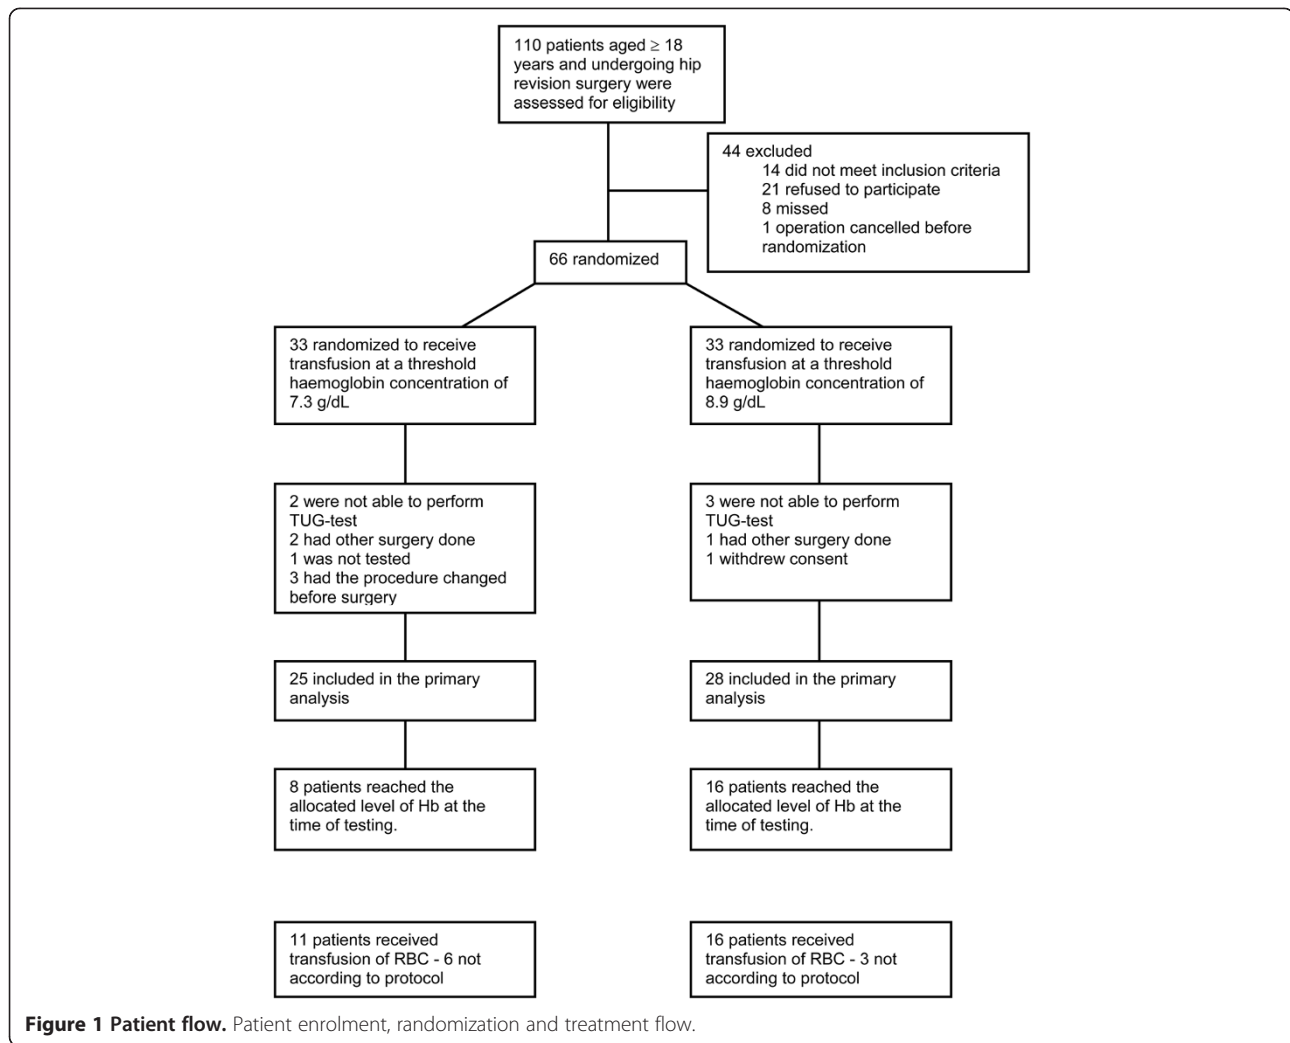 110 patients aged ≥ 18
years and undergoing hip
revision surgery were
assessed for eligibility
44 excluded
14 did not meet inclusion criteria
21 refused to participate
8 missed
1 operation cancelled before
randomization
66 randomized
33 randomized to receive
transfusion at a threshold
haemoglobin concentration of
7.3 g/dL
33 randomized to receive
transfusion at a threshold
haemoglobin concentration of
8.9 g/dL
2 were not able to perform
TUG-test
2 had other surgery done
1 was not tested
3 had the procedure changed
before surgery
3 were not able to perform
TUG-test
1 had other surgery done
1 withdrew consent
25 included in the primary
analysis
28 included in the primary
analysis
8 patients reached the
allocated level of Hb at the
time of testing.
16 patients reached the
allocated level of Hb at the
time of testing.
11 patients received
transfusion of RBC - 6 not
according to protocol
16 patients received
transfusion of RBC - 3 not
according to protocol
Figure 1 Patient flow. Patient enrolment, randomization and treatment flow.